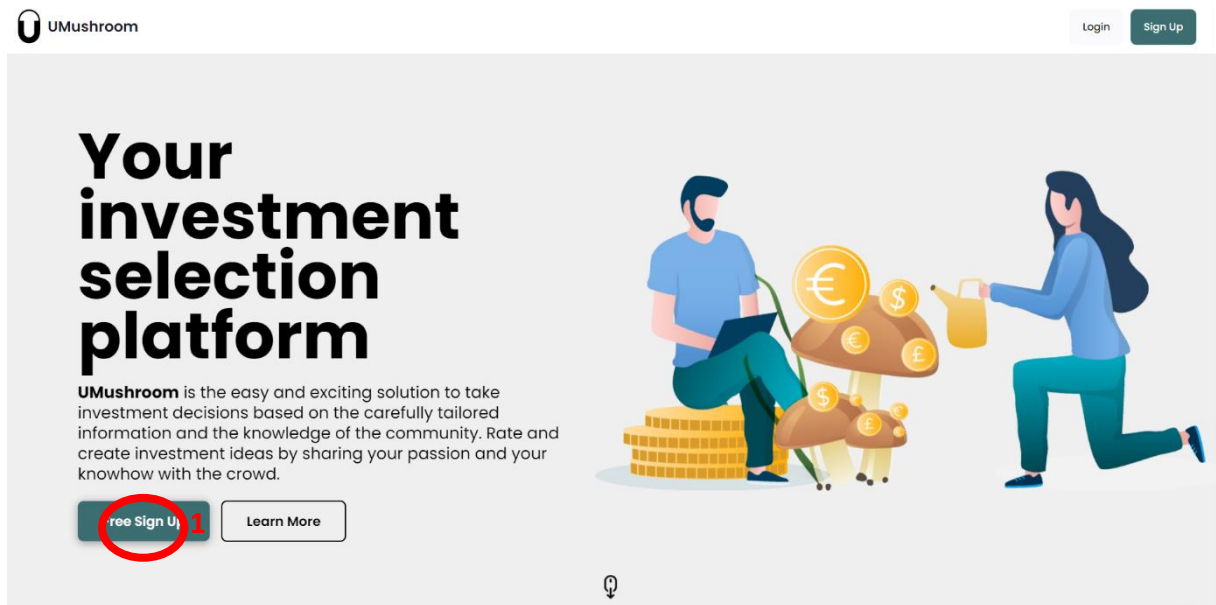 UMushroom
Login
Sign Up
Your
investment
selection
platform
UMushroom is the easy and exciting solution to take
investment decisions based on the carefully tailored
information and the knowledge of the community. Rate and
create investment ideas by sharing your passion and your
knowhow with the crowd.
Free Sign Up
1
Learn More
€
$
€
£
$
€
£
€